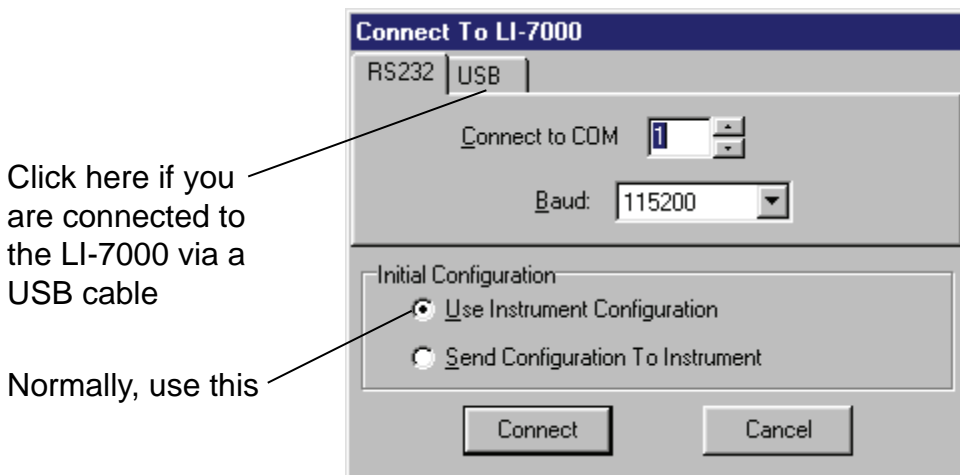 Connect To LI-7000
RS232 USB
Connect to COM 1
Baud: 115200
Click here if you
are connected to
the LI-7000 via a
USB cable
Initial Configuration
Use Instrument Configuration
Send Configuration To Instrument
Normally, use this
Connect Cancel